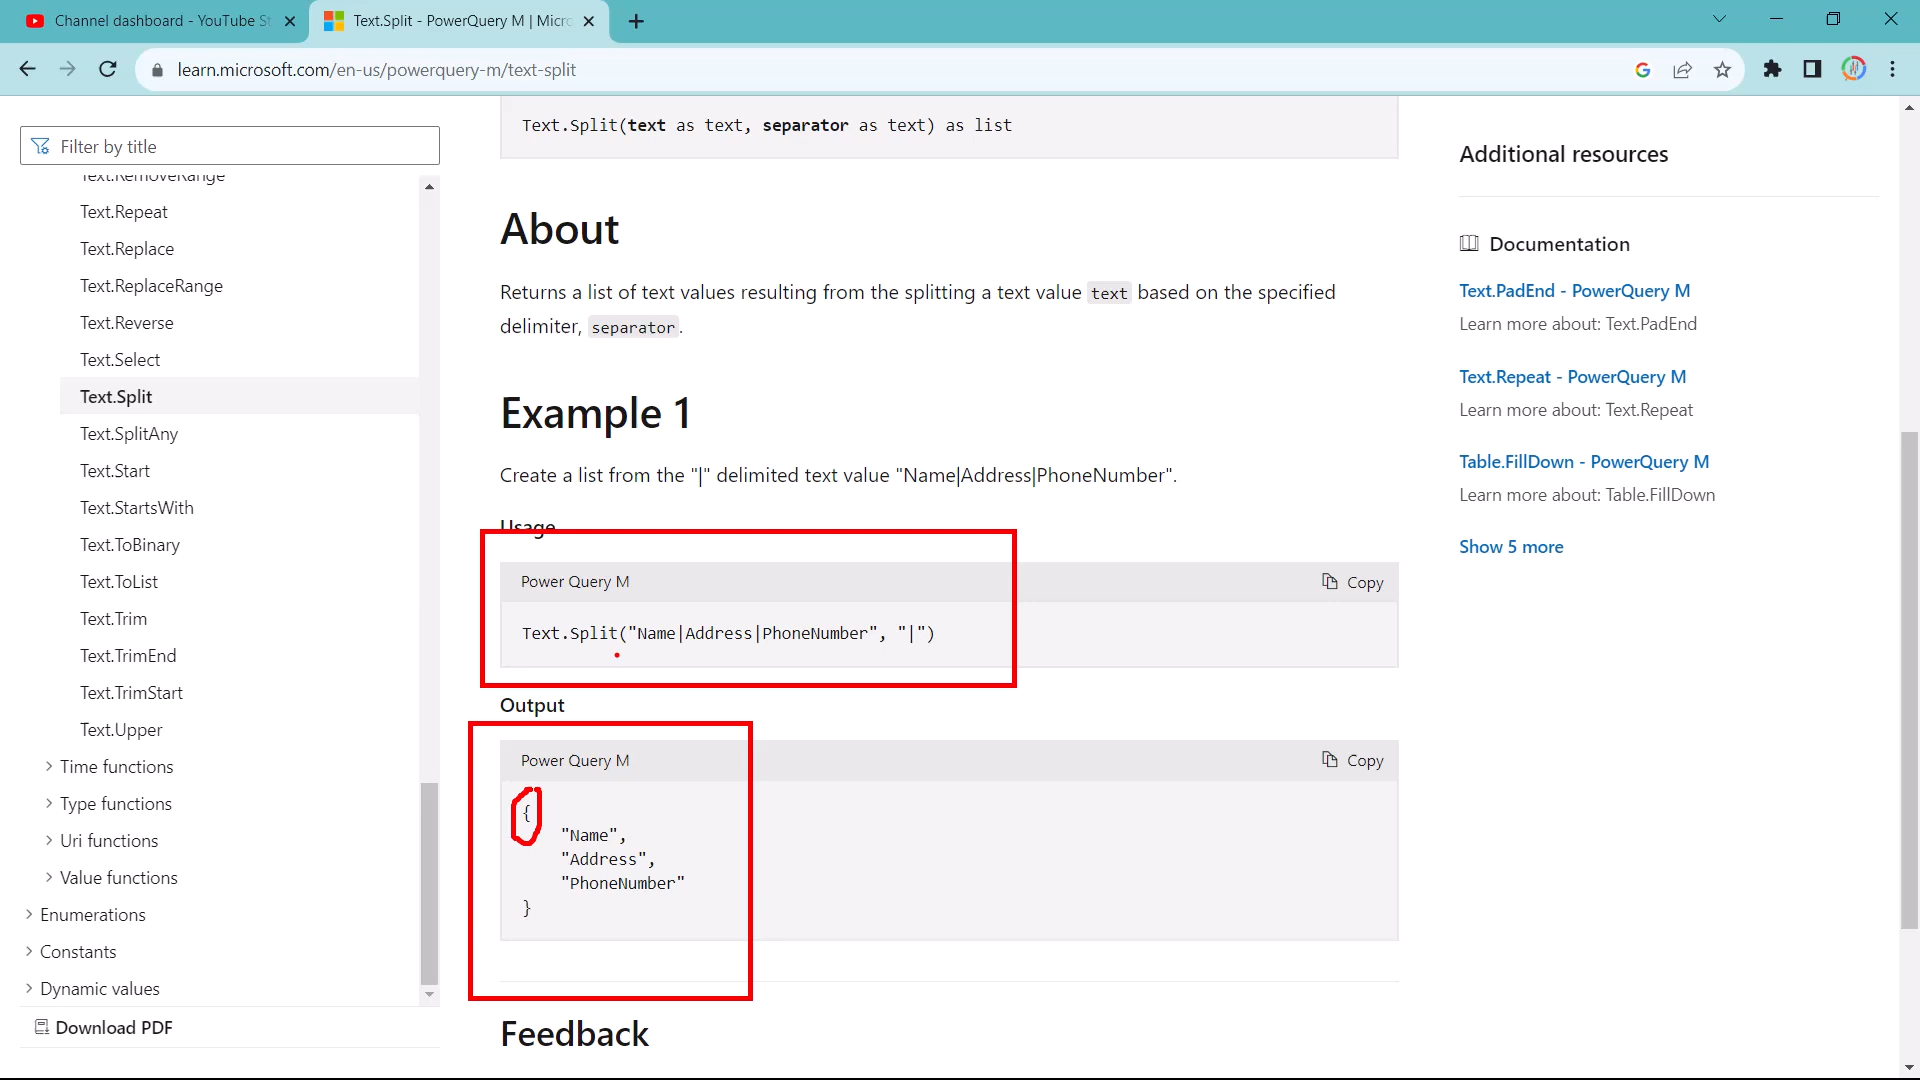 Channel dashboard - YouTube St
Text.Split - PowerQuery M | Micro
learn.microsoft.com/en-us/powerquery-m/text-split
Filter by title
Text.RemoveRange
Text.Repeat
Text.Replace
Text.ReplaceRange
Text.Reverse
Text.Select
Text.Split
Text.SplitAny
Text.Start
Text.StartsWith
Text.ToBinary
Text.ToList
Text.Trim
Text.TrimEnd
Text.TrimStart
Text.Upper
Time functions
Type functions
Uri functions
Value functions
Enumerations
Constants
Dynamic values
Download PDF
Text.Split(text as text, separator as text) as list
About
Returns a list of text values resulting from the splitting a text value text based on the specified
delimiter, separator.
Example 1
Create a list from the "|" delimited text value "Name|Address|PhoneNumber".
Usage
Power Query M
Copy
Text.Split("Name|Address|PhoneNumber", "|")
Output
Power Query M
Copy
{
"Name",
"Address",
"PhoneNumber"
}
Feedback
Additional resources
Documentation
Text.PadEnd - PowerQuery M
Learn more about: Text.PadEnd
Text.Repeat - PowerQuery M
Learn more about: Text.Repeat
Table.FillDown - PowerQuery M
Learn more about: Table.FillDown
Show 5 more